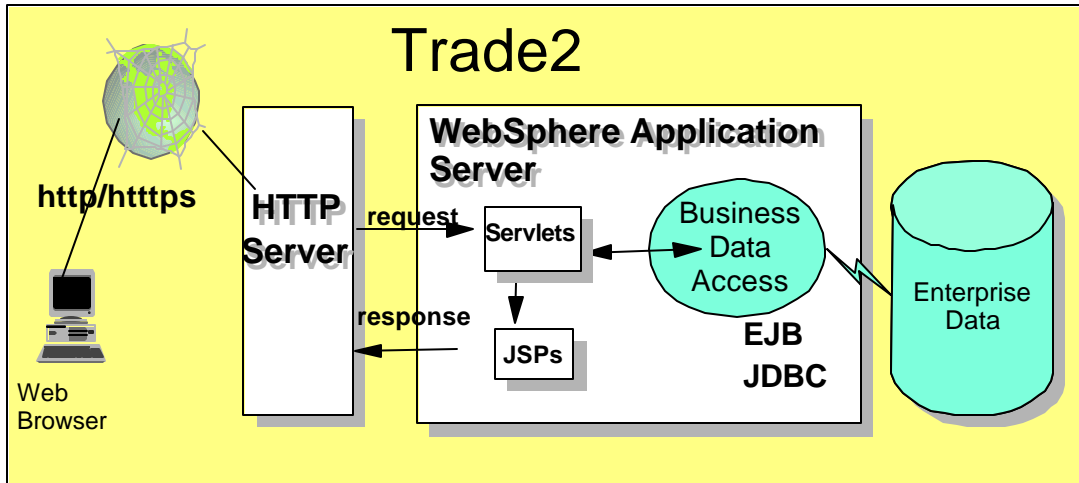 Trade2
http/htttps
Web
Browser
HTTP
Server
request
response
WebSphere Application
Server
Servlets
JSPs
Business
Data
Access
EJB
JDBC
Enterprise
Data